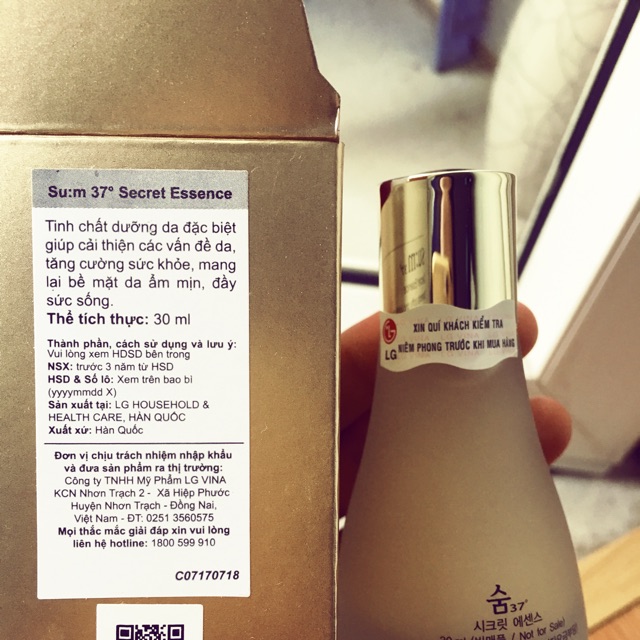 Su:m 37° Secret Essence
Tinh chất dưỡng da đặc biệt
giúp cải thiện các vấn đề da,
tăng cường sức khỏe, mang
lại bề mặt da ẩm mịn, đầy
sức sống.
Thể tích thực: 30 ml
Thành phần, cách sử dụng và lưu ý:
Vui lòng xem HDSD bên trong
NSX: trước 3 năm từ HSD
HSD & Số lô: Xem trên bao bì
(yyyymmdd X)
Sản xuất tại: LG HOUSEHOLD &
HEALTH CARE, HÀN QUỐC
Xuất xứ: Hàn Quốc
Đơn vị chịu trách nhiệm nhập khẩu
và đưa sản phẩm ra thị trường:
Công ty TNHH Mỹ Phẩm LG VINA
KCN Nhơn Trạch 2 - Xã Hiệp Phước
Huyện Nhơn Trạch - Đồng Nai,
Việt Nam - ĐT: 0251 3560575
Mọi thắc mắc giải đáp xin vui lòng
liên hệ hotline: 1800 599 910
C07170718
XIN QUÍ KHÁCH KIỂM TRA
LG NIÊM PHONG TRƯỚC KHI MUA HÀNG
숨37°
시크릿 에센스
(비매품 / Not for Sale)